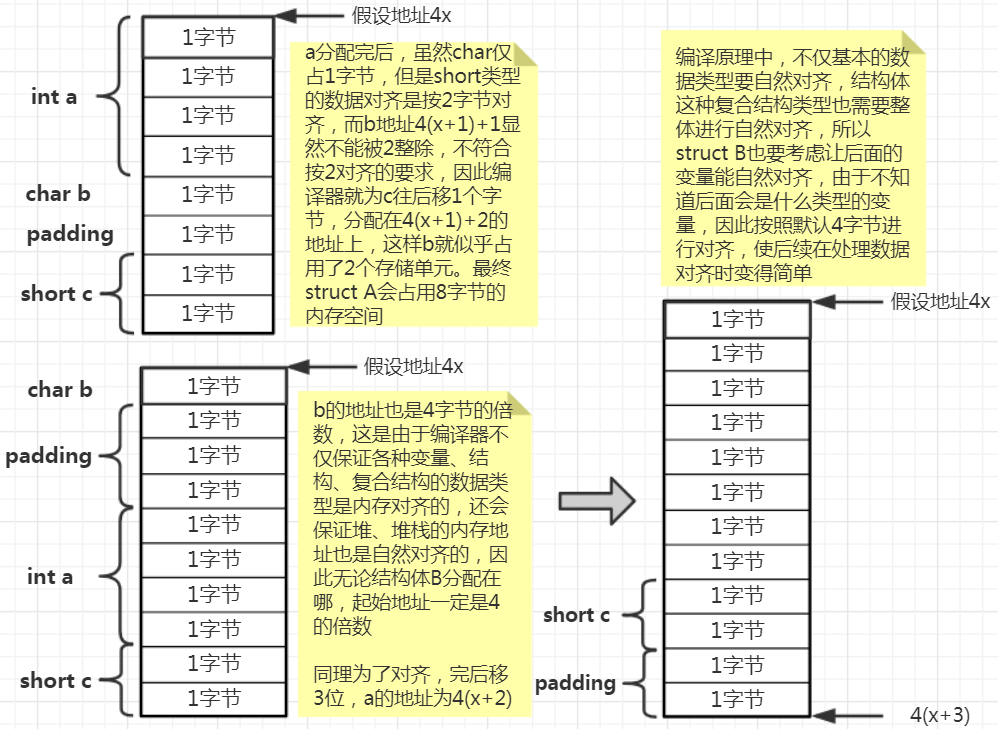 假设地址4x
1字节
1字节
1字节
1字节
1字节
1字节
1字节
1字节
int a
char b
padding
short c
a分配完后，虽然char仅
占1字节，但是short类型
的数据对齐是按2字节对
齐，而b地址4(x+1)+1显
然不能被2整除，不符合
按2对齐的要求，因此编
译器就为c往后移1个字
节，分配在4(x+1)+2的
地址上，这样b就似乎占
用了2个存储单元。最终
struct A会占用8字节的
内存空间
假设地址4x
1字节
1字节
1字节
1字节
1字节
1字节
1字节
1字节
1字节
1字节
char b
padding
int a
short c
b的地址也是4字节的倍
数，这是由于编译器不
仅保证各种变量、结
构、复合结构的数据类
型是内存对齐的，还会
保证堆、堆栈的内存地
址也是自然对齐的，因
此无论结构体B分配在
哪，起始地址一定是4
的倍数
同理为了对齐，完后移
3位，a的地址为4(x+2)
编译原理中，不仅基本的数
据类型要自然对齐，结构体
这种复合结构类型也需要整
体进行自然对齐，所以
struct B也要考虑让后面的
变量能自然对齐，由于不知
道后面会是什么类型的变
量，因此按照默认4字节进
行对齐，使后续在处理数据
对齐时变得简单
假设地址4x
1字节
1字节
1字节
1字节
1字节
1字节
1字节
1字节
1字节
1字节
1字节
1字节
short c
padding
4(x+3)